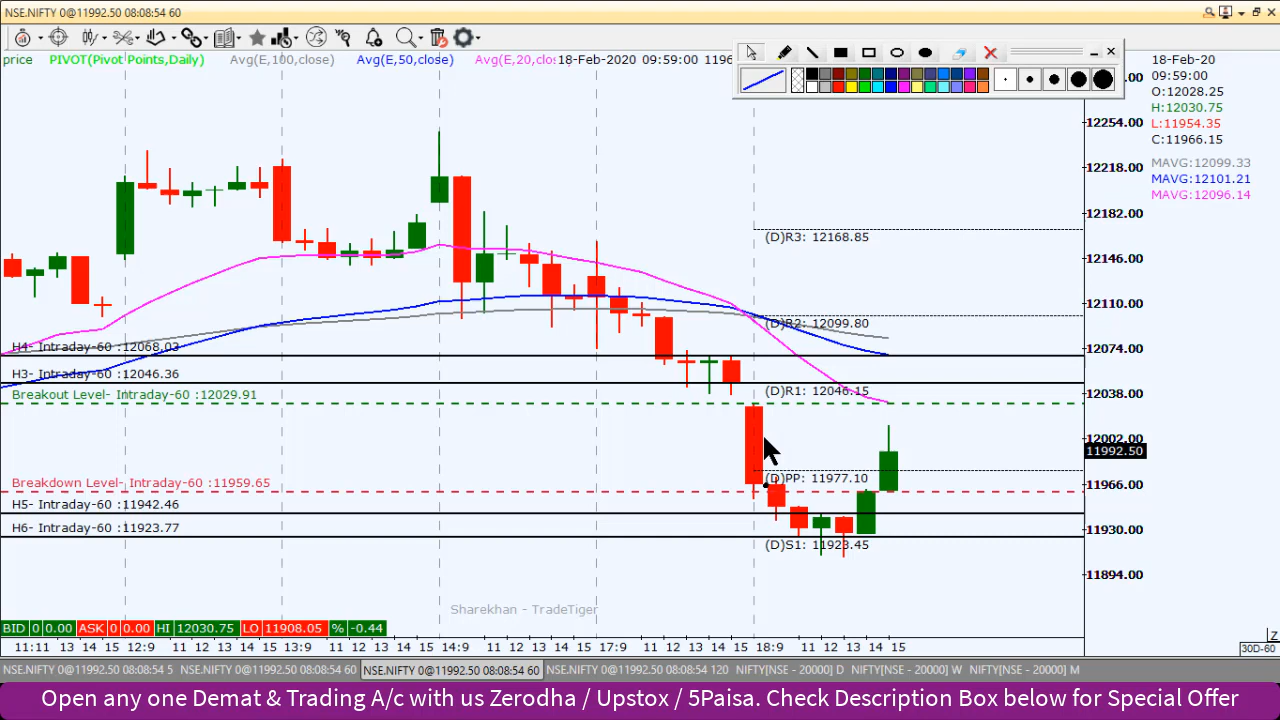 NSE.NIFTY 0@11992.50 08:08:54 60
price PIVOT(Pivot Points,Daily) Avg(E,100,close) Avg(E,50,close) Avg(E,20,clos 18-Feb-2020 09:59:00
18-Feb-20
09:59:00
O:12028.25
H:12030.75
L:11954.35
C:11966.15
MAVG:12099.33
MAVG:12101.21
MAVG:12096.14
12254.00
12218.00
12182.00
12146.00
12110.00
12074.00
12038.00
12002.00
11992.50
11966.00
11930.00
11894.00
(D)R3: 12168.85
(D)R2: 12099.80
H4- Intraday-60 :12068.03
H3- Intraday-60 :12046.36
(D)R1: 12046.15
Breakout Level- Intraday-60 :12029.91
(D)PP: 11977.10
Breakdown Level- Intraday-60 :11959.65
H5- Intraday-60 :11942.46
H6- Intraday-60 :11923.77
(D)S1: 11923.45
Sharekhan - TradeTiger
BID 0 0.00 ASK 0 0.00 HI 12030.75 LO 11908.05 % -0.44
11:11 13 14 15 12:9 11 12 13 14 15 13:9 11 12 13 14 15 14:9 11 12 13 14 15 17:9 11 12 13 14 15 18:9 11 12 13 14 15
30D-60
Z
NSE.NIFTY @11992.50 08:08:54 5 NSE.NIFTY @11992.50 08:08:54 60 NSE.NIFTY @11992.50 08:08:54 60 NSE.NIFTY @11992.50 08:08:54 120 NIFTY[NSE - 20000] D NIFTY[NSE - 20000] W NIFTY[NSE - 20000] M
Open any one Demat & Trading A/c with us Zerodha / Upstox / 5Paisa. Check Description Box below for Special Offer